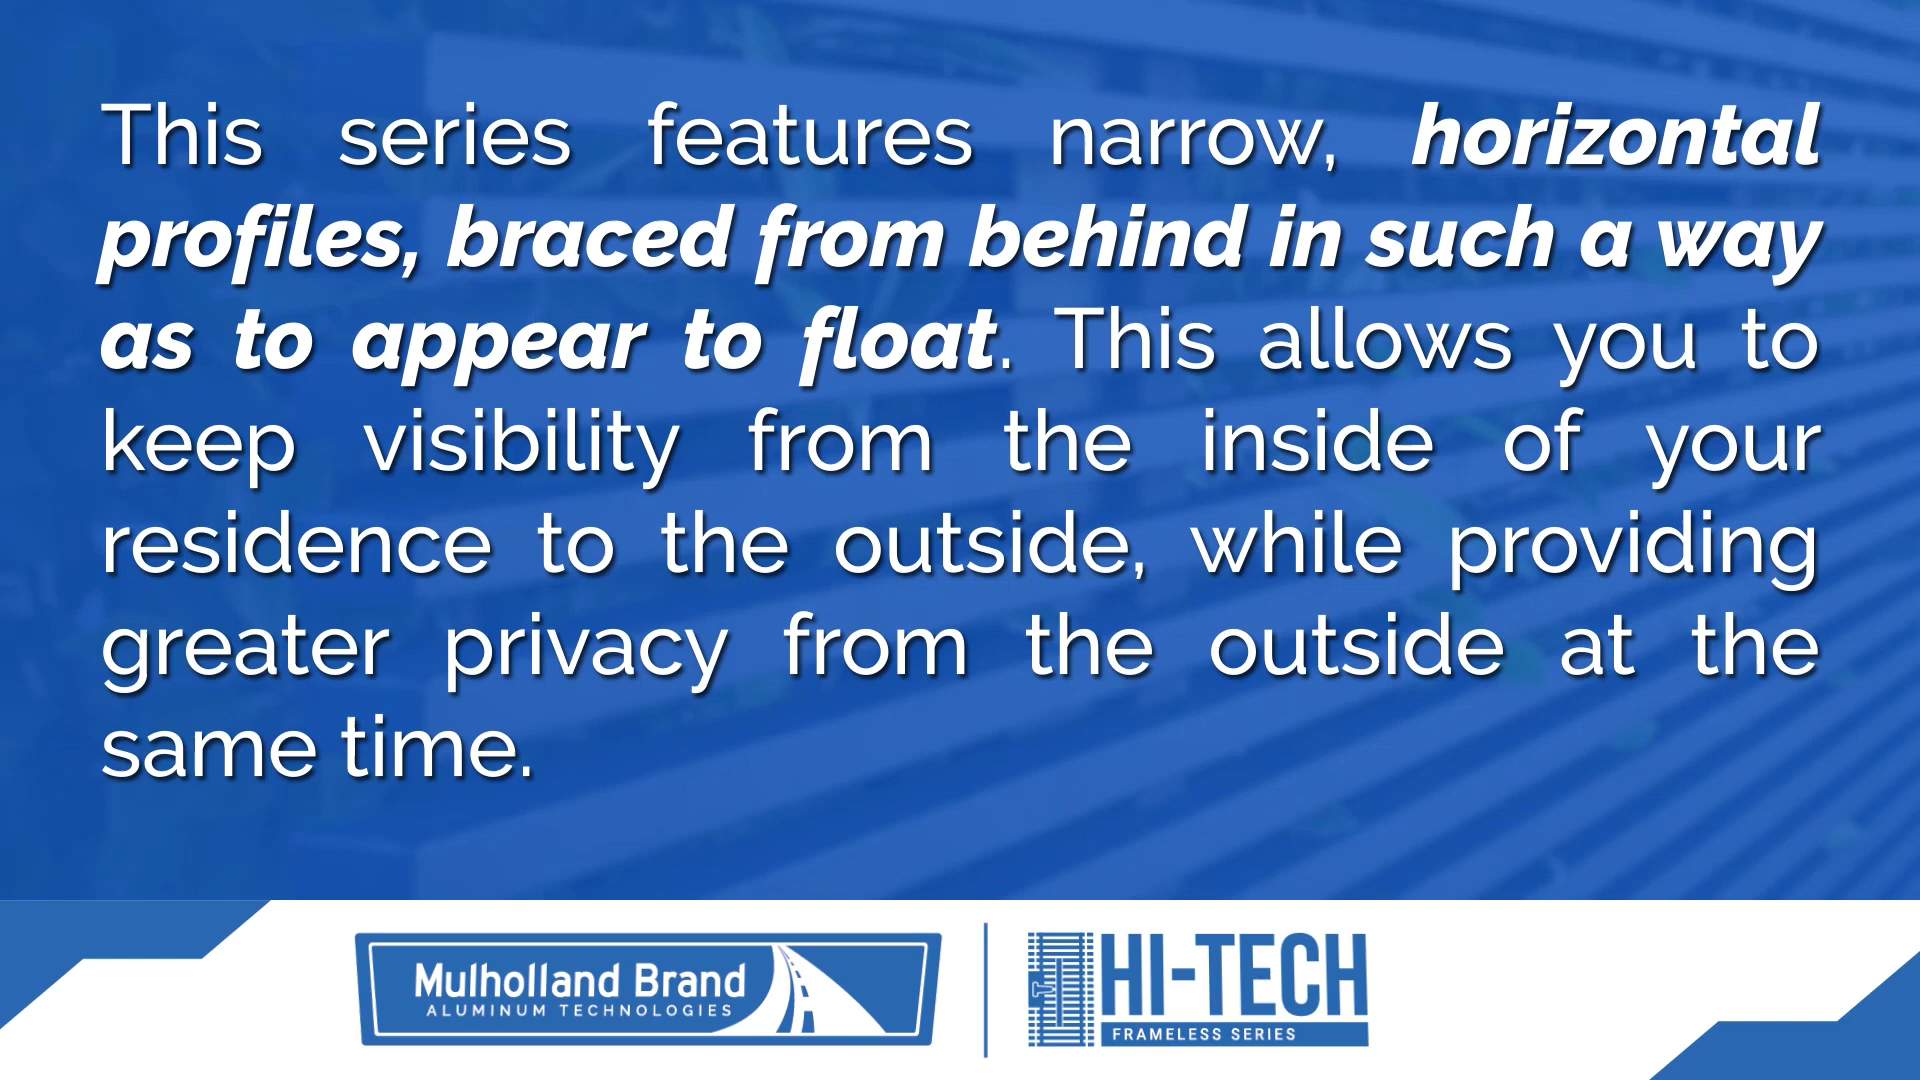 This series features narrow, horizontal
profiles, braced from behind in such a way
as to appear to float. This allows you to
keep visibility from the inside of your
residence to the outside, while providing
greater privacy from the outside at the
same time.
Mulholland Brand
ALUMINUM TECHNOLOGIES
HI-TECH
FRAMELESS SERIES